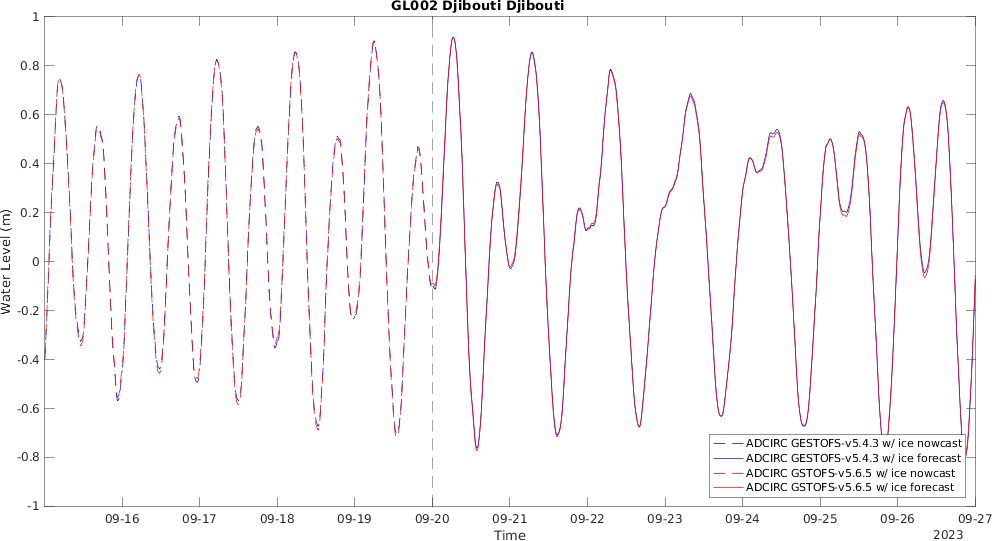 GL002 Djibouti Djibouti
1
0.8
0.6
0.4
0.2
0
-0.2
-0.4
-0.6
-0.8
-1
Water Level (m)
09-16 09-17 09-18 09-19 09-20 09-21 09-22 09-23 09-24 09-25 09-26 09-27
Time
2023
ADCIRC GESTOFS-v5.4.3 w/ ice nowcast
ADCIRC GESTOFS-v5.4.3 w/ ice forecast
ADCIRC GSTOFS-v5.6.5 w/ ice nowcast
ADCIRC GSTOFS-v5.6.5 w/ ice forecast